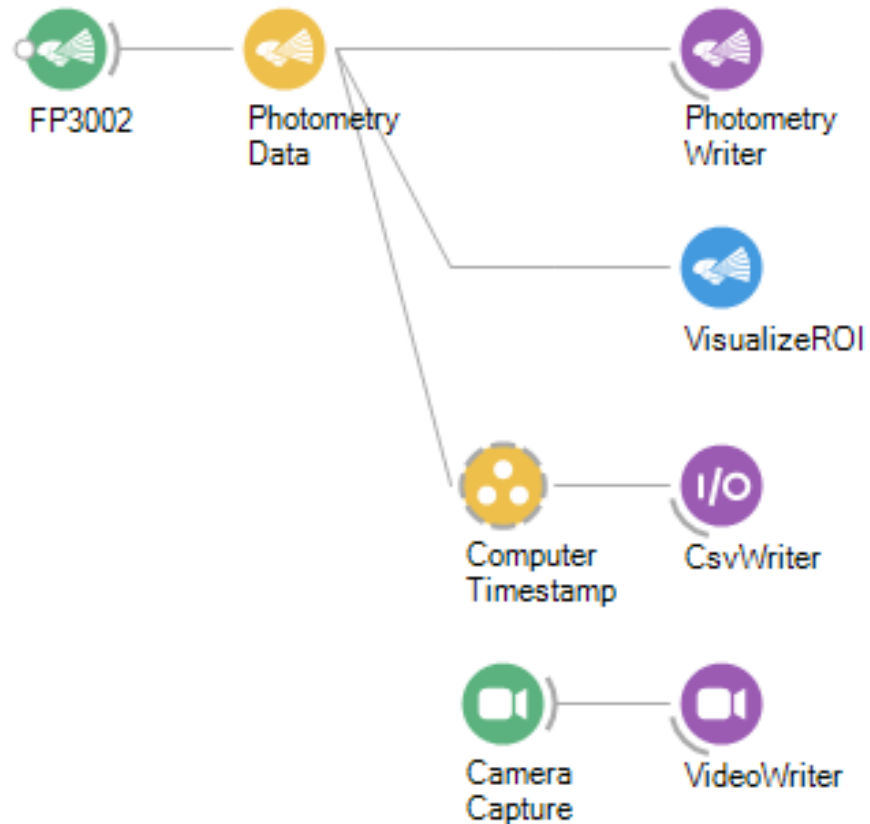 FP3002
Photometry
Data
Photometry
Writer
VisualizeROI
I/O
Computer
Timestamp
CsvWriter
Camera
Capture
VideoWriter